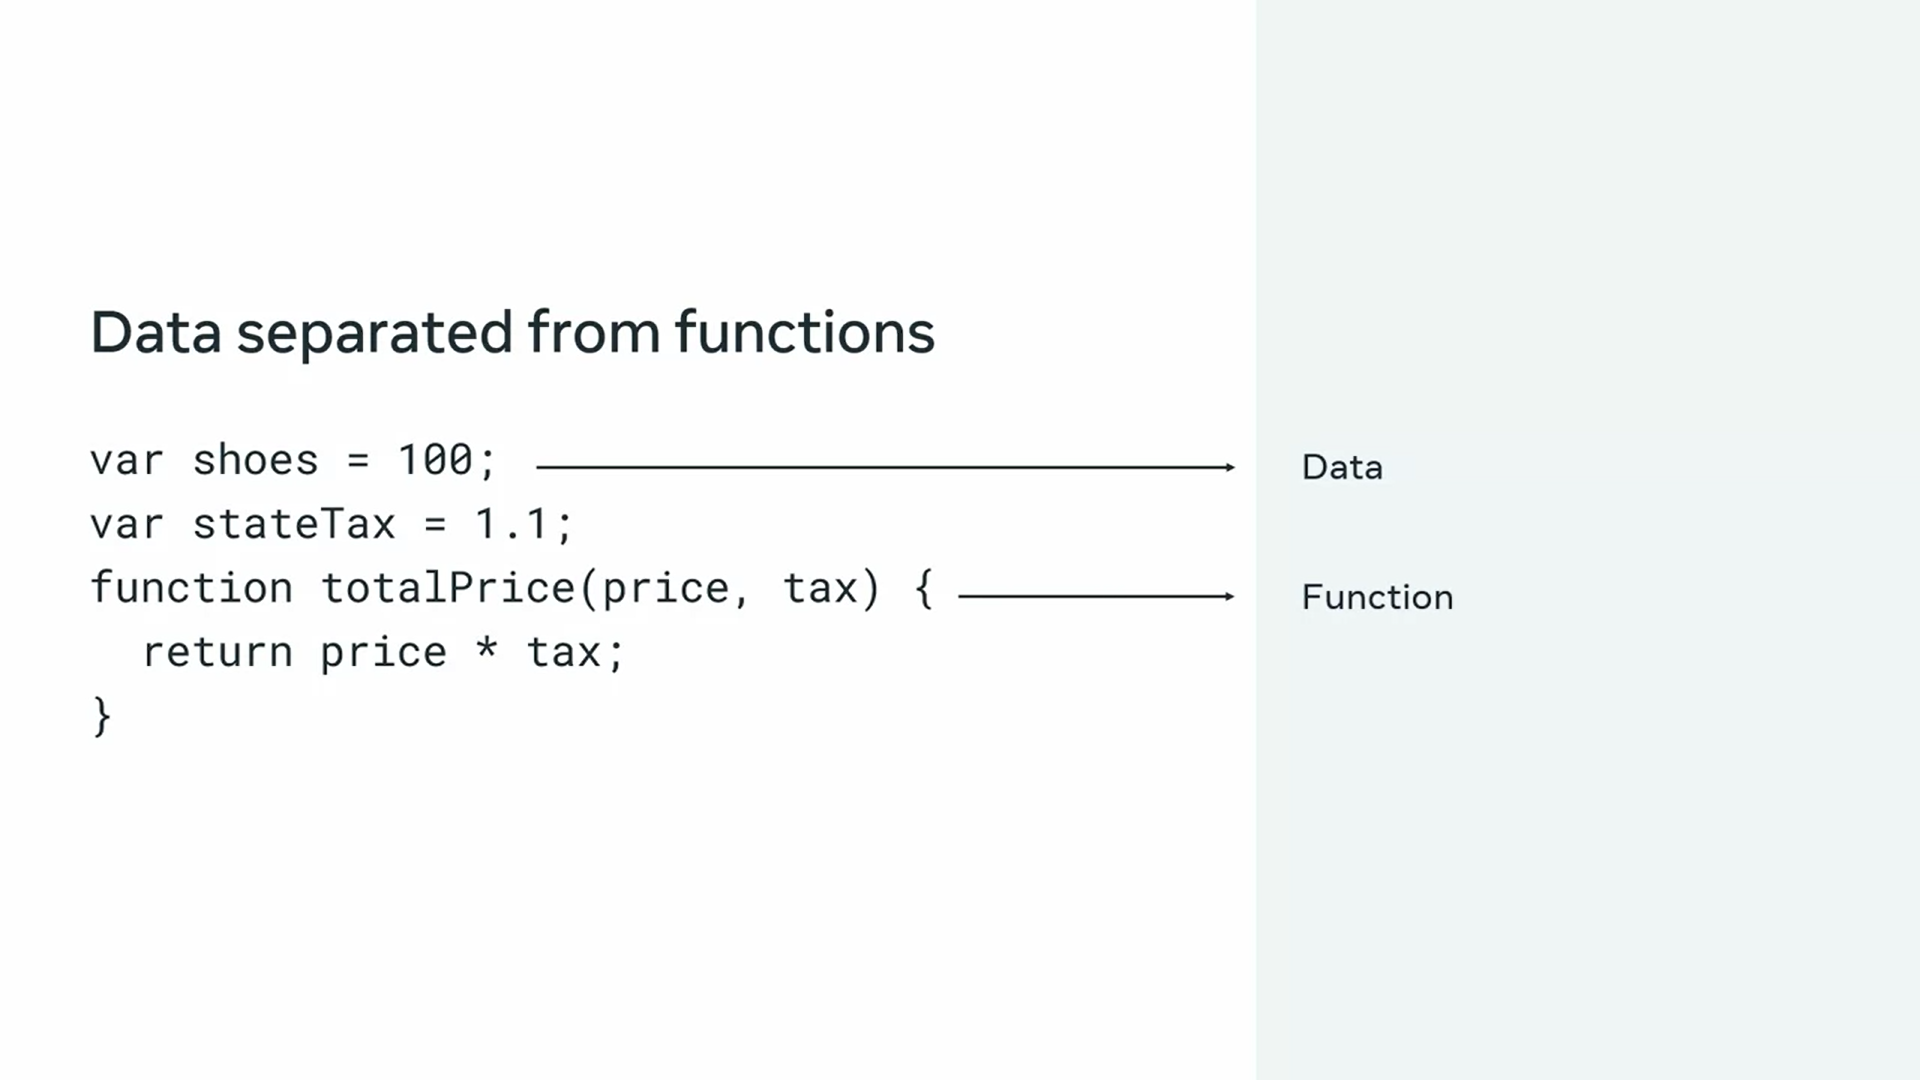 Data separated from functions
var shoes = 100;
Data
var stateTax = 1.1;
function totalPrice(price, tax) {
Function
return price * tax;
}